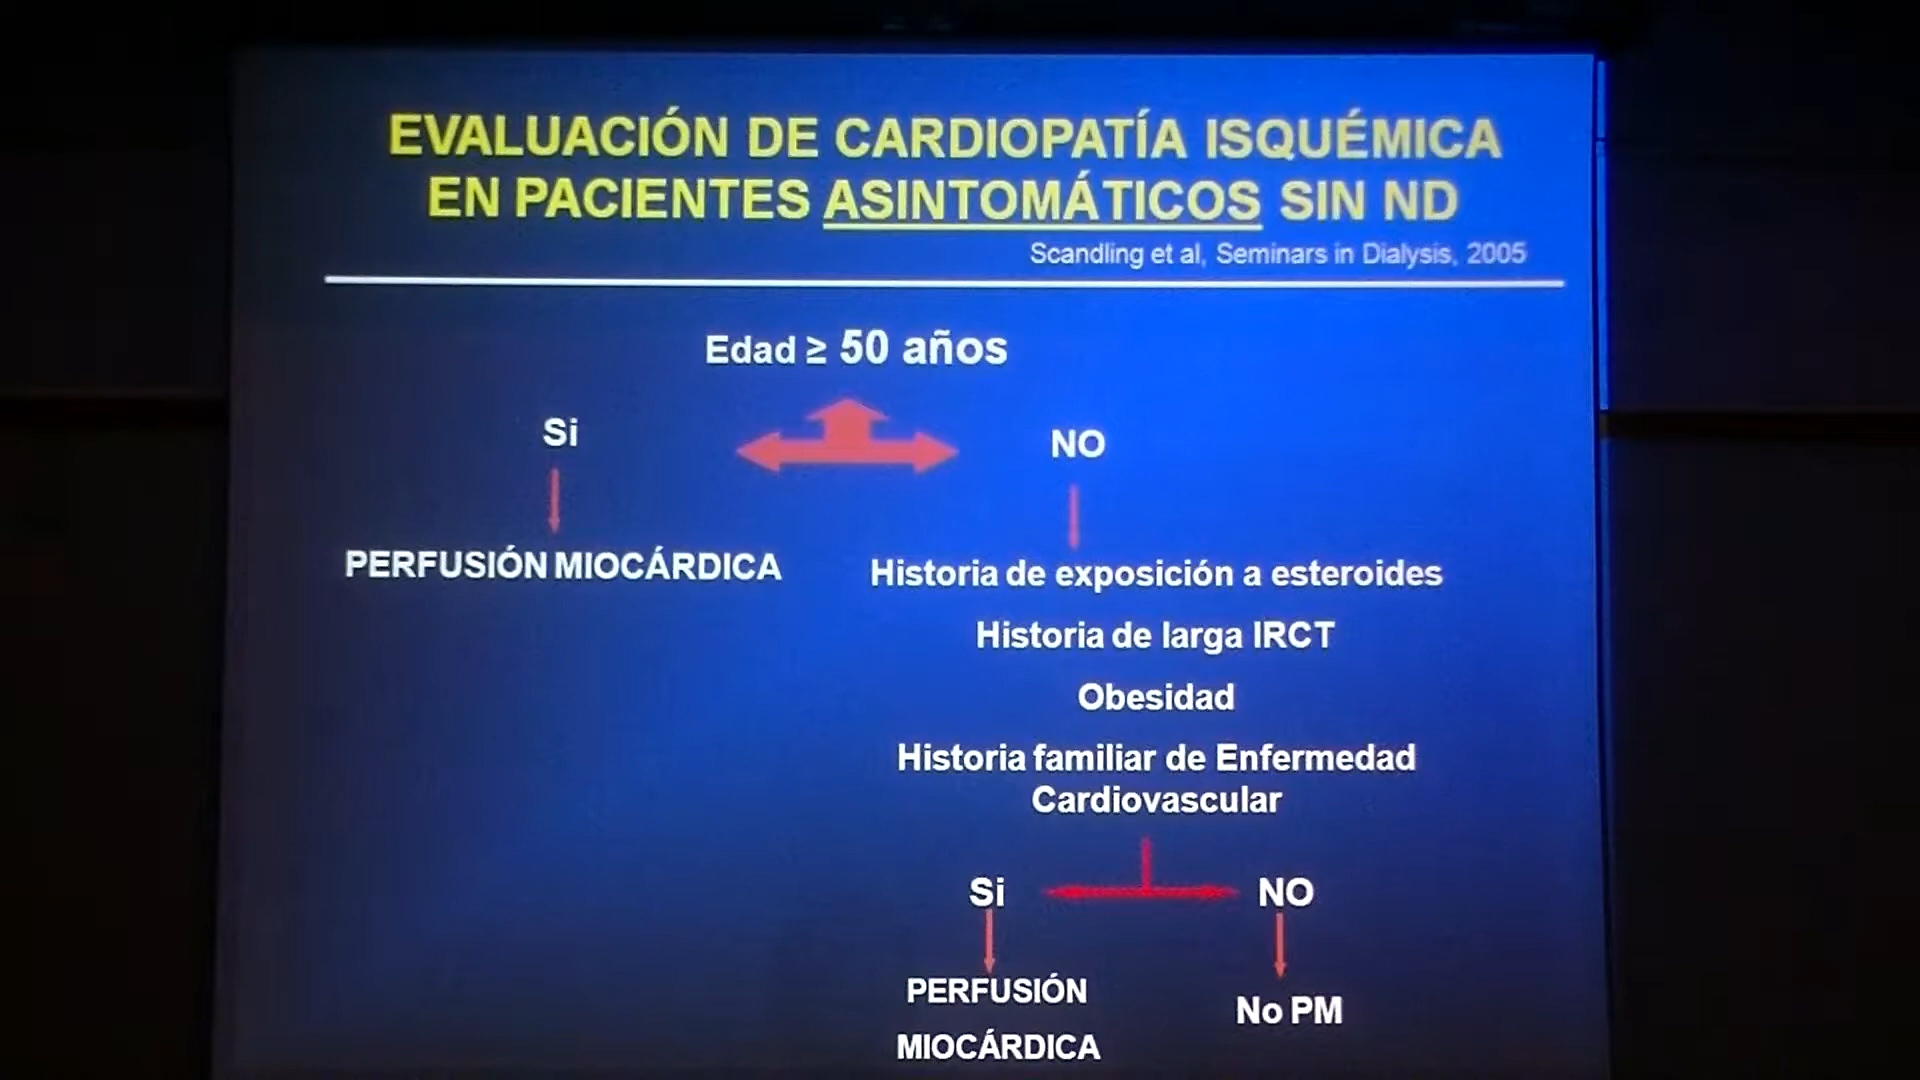 EVALUACIÓN DE CARDIOPATÍA ISQUÉMICA
EN PACIENTES ASINTOMÁTICOS SIN ND
Scandling et al, Seminars in Dialysis, 2005
Edad ≥ 50 años
Si
NO
PERFUSIÓN MIOCÁRDICA
Historia de exposición a esteroides
Historia de larga IRCT
Obesidad
Historia familiar de Enfermedad
Cardiovascular
Si
NO
PERFUSIÓN
MIOCÁRDICA
No PM